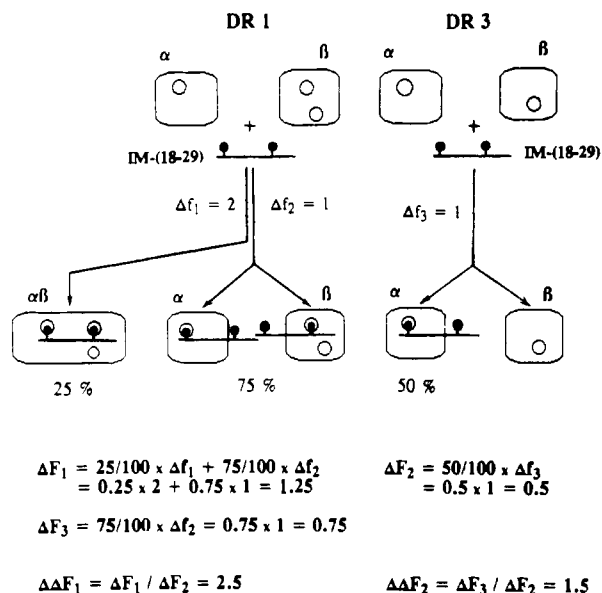 DR 1 DR 3
α ß α ß
+ +
IM-(18-29) IM-(18-29)
Δf₁ = 2 Δf₂ = 1 Δf₃ = 1
αß α ß α ß
25 % 75 % 50 %
ΔF₁ = 25/100 x Δf₁ + 75/100 x Δf₂ ΔF₂ = 50/100 x Δf₃
= 0.25 x 2 + 0.75 x 1 = 1.25 = 0.5 x 1 = 0.5
ΔF₃ = 75/100 x Δf₂ = 0.75 x 1 = 0.75
ΔΔF₁ = ΔF₁ / ΔF₂ = 2.5 ΔΔF₂ = ΔF₃ / ΔF₂ = 1.5